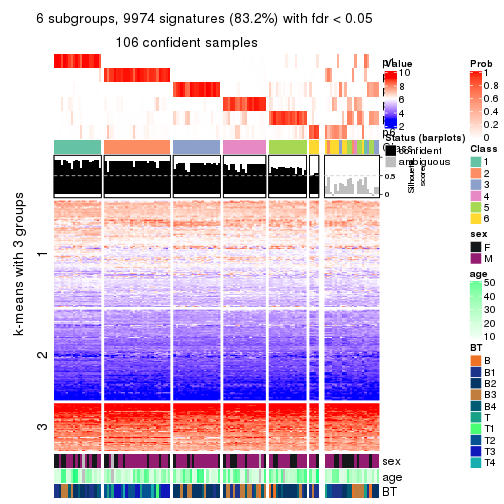 6 subgroups, 9974 signatures (83.2%) with fdr < 0.05
106 confident samples
k-means with 3 groups
1
2
3
sex
age
BT
Value
10
8
6
4
2
Status (barplots)
confident
ambiguous
0.5
0
Silhouette
score
Prob
1
0.8
0.6
0.4
0.2
0
Class
1
2
3
4
5
6
sex
F
M
age
50
40
30
20
10
BT
B
B1
B2
B3
B4
T
T1
T2
T3
T4